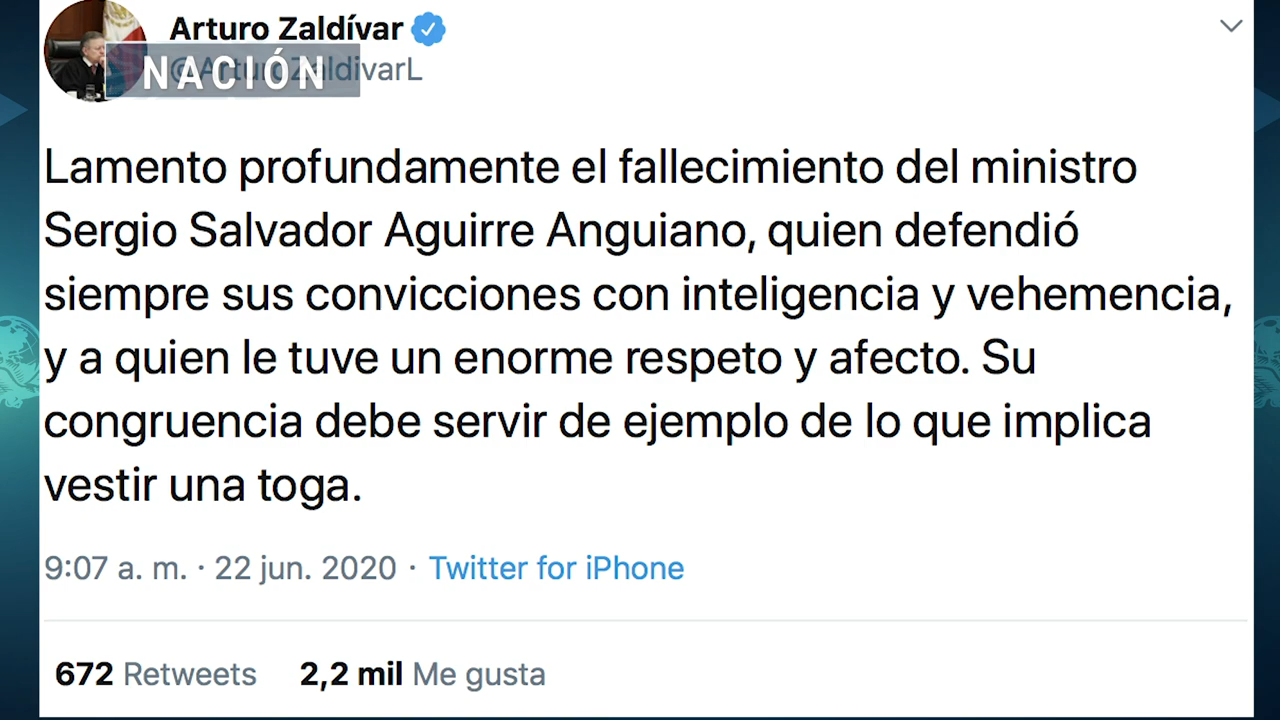 Arturo Zaldívar
@ArturoZaldivarL
NACIÓN
Lamento profundamente el fallecimiento del ministro
Sergio Salvador Aguirre Anguiano, quien defendió
siempre sus convicciones con inteligencia y vehemencia,
y a quien le tuve un enorme respeto y afecto. Su
congruencia debe servir de ejemplo de lo que implica
vestir una toga.
9:07 a. m. · 22 jun. 2020 · Twitter for iPhone
672 Retweets 2,2 mil Me gusta